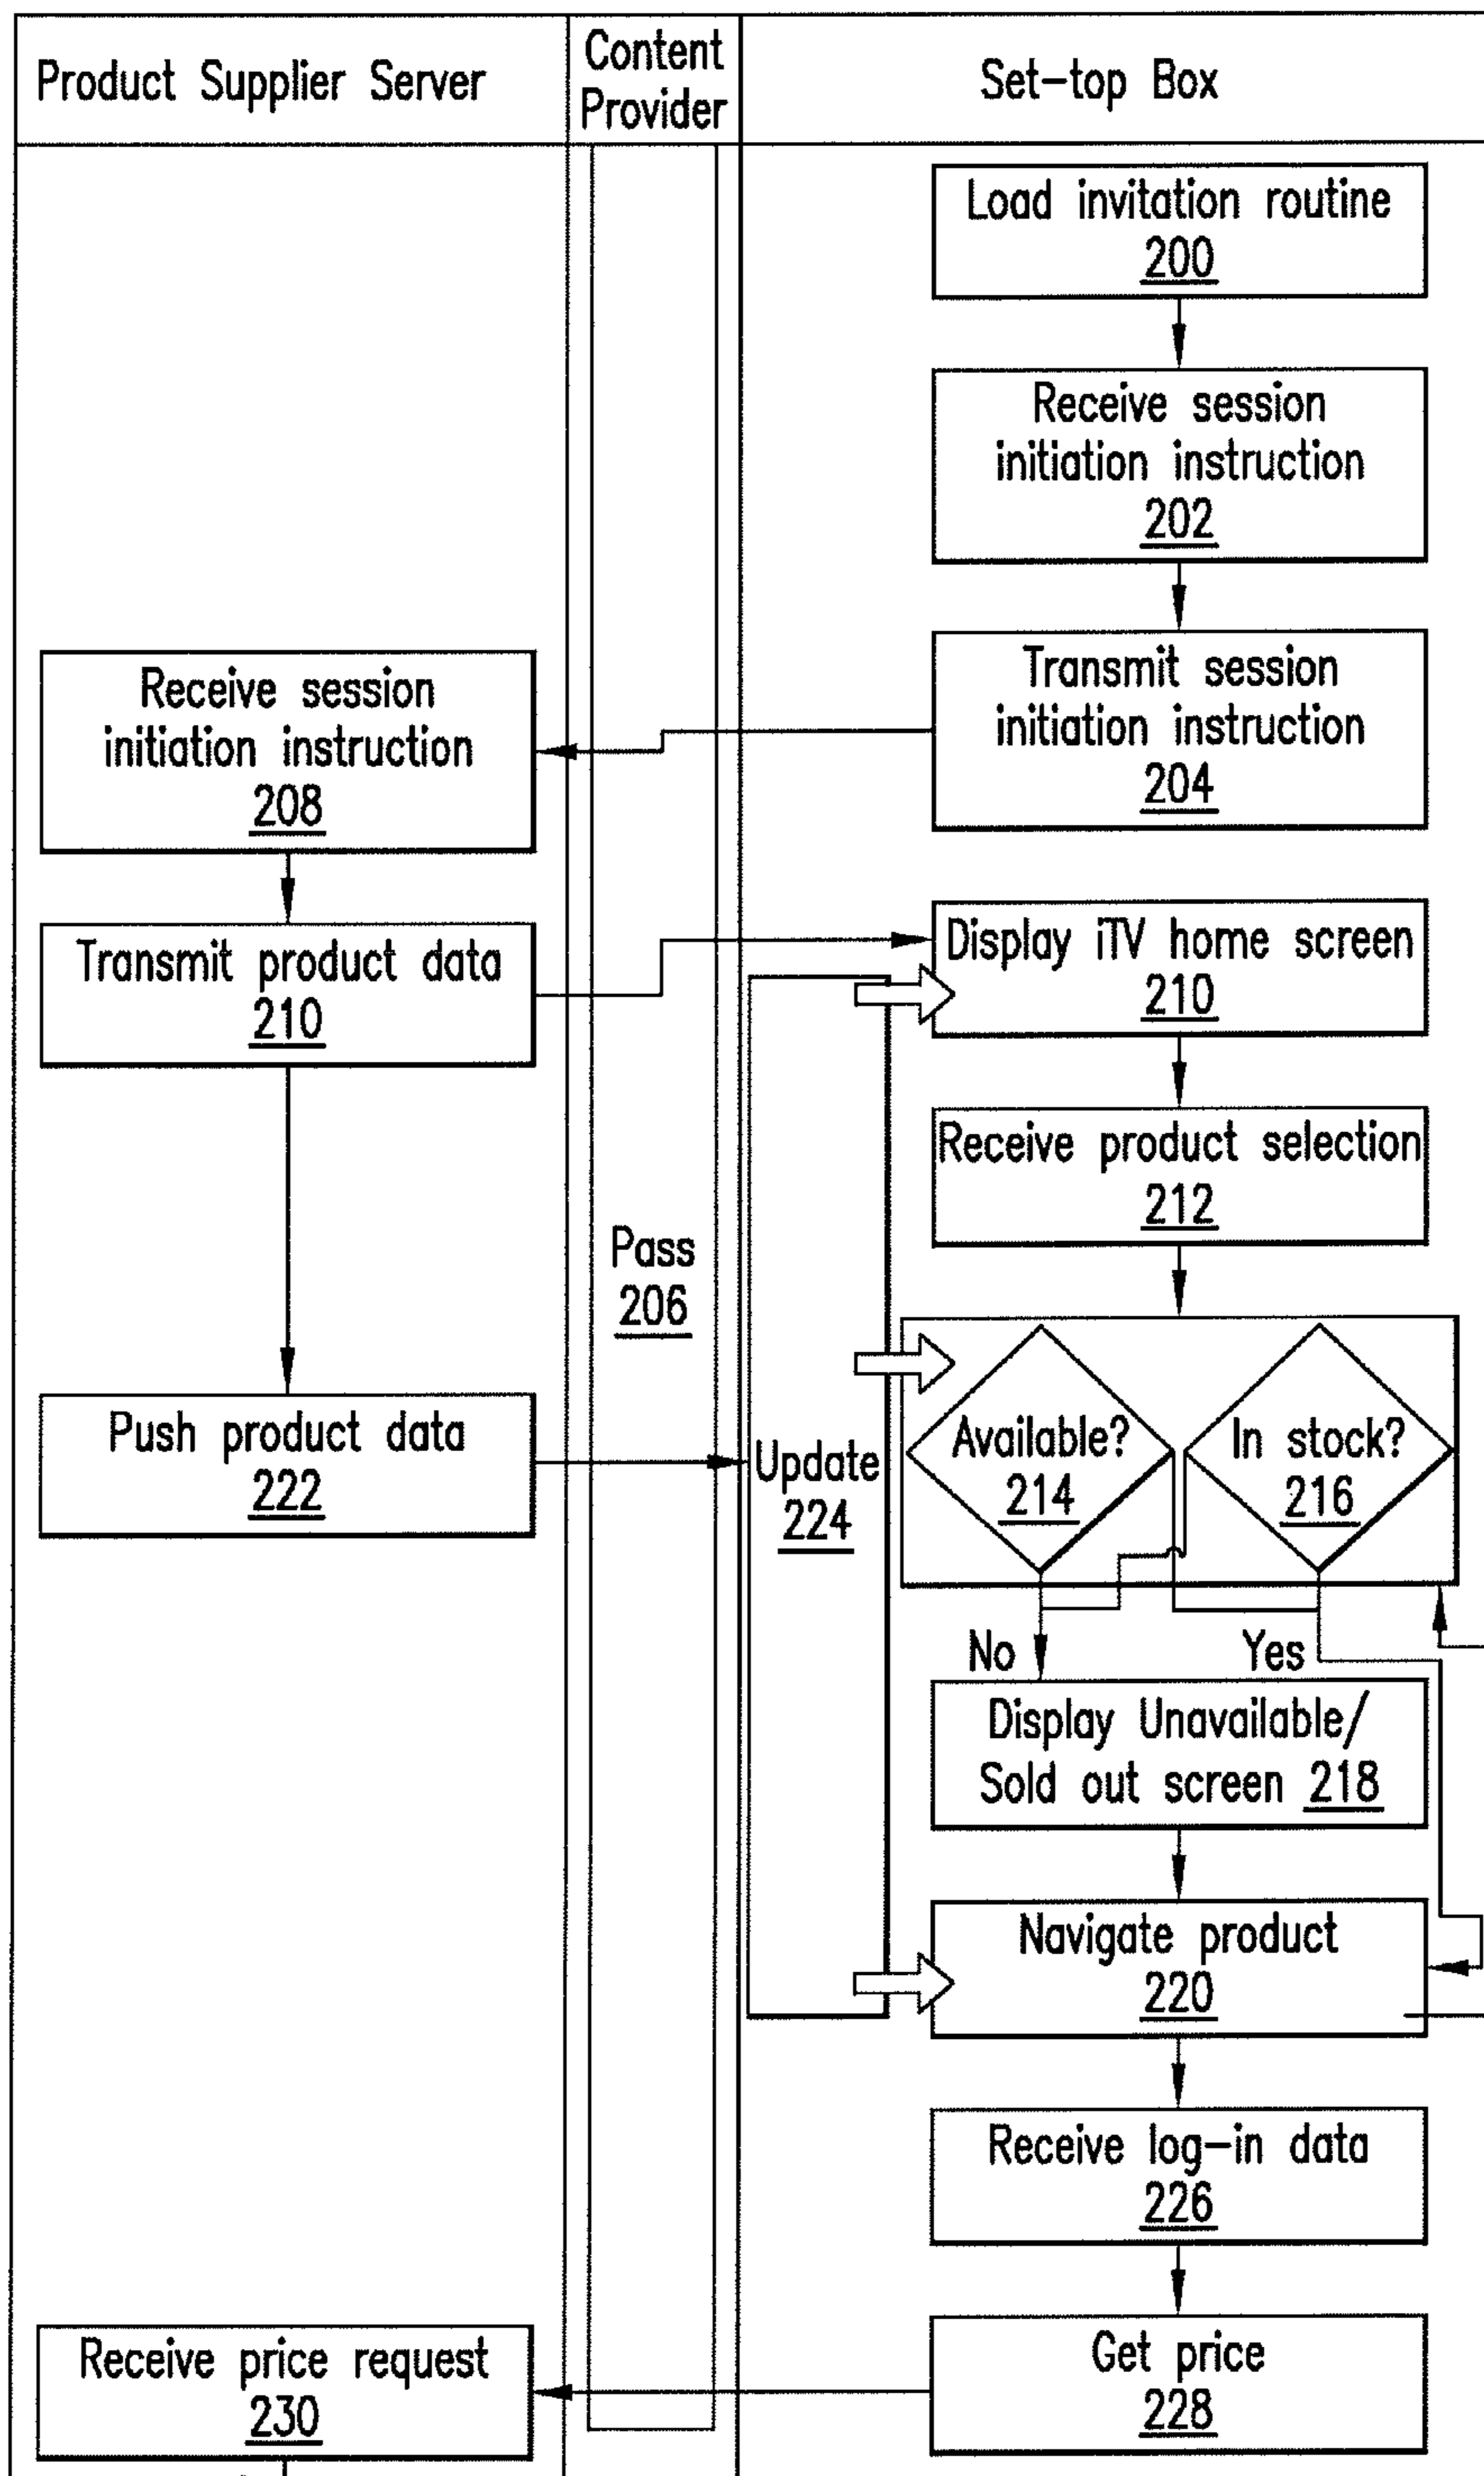 Product Supplier Server
Content
Provider
Set-top Box
Load invitation routine
200
Receive session
initiation instruction
202
Transmit session
initiation instruction
204
Receive session
initiation instruction
208
Transmit product data
210
Display iTV home screen
210
Receive product selection
212
Pass
206
Push product data
222
Update
224
Available?
214
In stock?
216
No
Yes
Display Unavailable/
Sold out screen 218
Navigate product
220
Receive log-in data
226
Receive price request
230
Get price
228